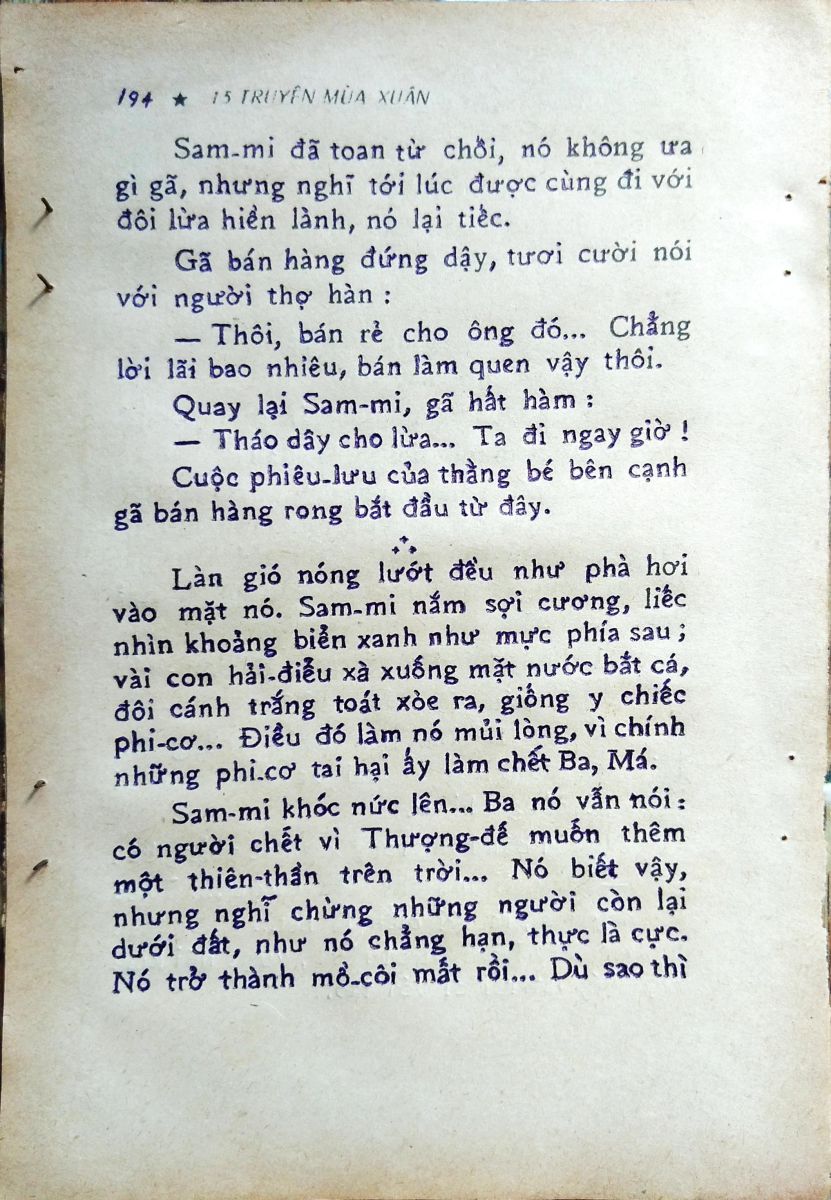 194 ★ 15 TRUYỆN MÙA XUÂN
Sam-mi đã toan từ chối, nó không ưa
gì gã, nhưng nghĩ tới lúc được cùng đi với
đôi lừa hiền lành, nó lại tiếc.
Gã bán hàng đứng dậy, tươi cười nói
với người thợ hàn :
— Thôi, bán rẻ cho ông đó... Chẳng
lời lãi bao nhiêu, bán làm quen vậy thôi.
Quay lại Sam-mi, gã hất hàm :
— Tháo dây cho lừa... Ta đi ngay giờ !
Cuộc phiêu-lưu của thằng bé bên cạnh
gã bán hàng rong bắt đầu từ đây.
Làn gió nóng lướt đều như phà hơi
vào mặt nó. Sam-mi nắm sợi cương, liếc
nhìn khoảng biển xanh như mực phía sau ;
vài con hải-điểu xà xuống mặt nước bắt cá,
đôi cánh trắng toát xòe ra, giống y chiếc
phi-cơ... Điều đó làm nó mủi lòng, vì chính
những phi-cơ tai hại ấy làm chết Ba, Má.
Sam-mi khóc nức lên... Ba nó vẫn nói :
có người chết vì Thượng-đế muốn thêm
một thiên-thần trên trời... Nó biết vậy,
nhưng nghĩ chừng những người còn lại
dưới đất, như nó chẳng hạn, thực là cực.
Nó trở thành mồ-côi mất rồi... Dù sao thì